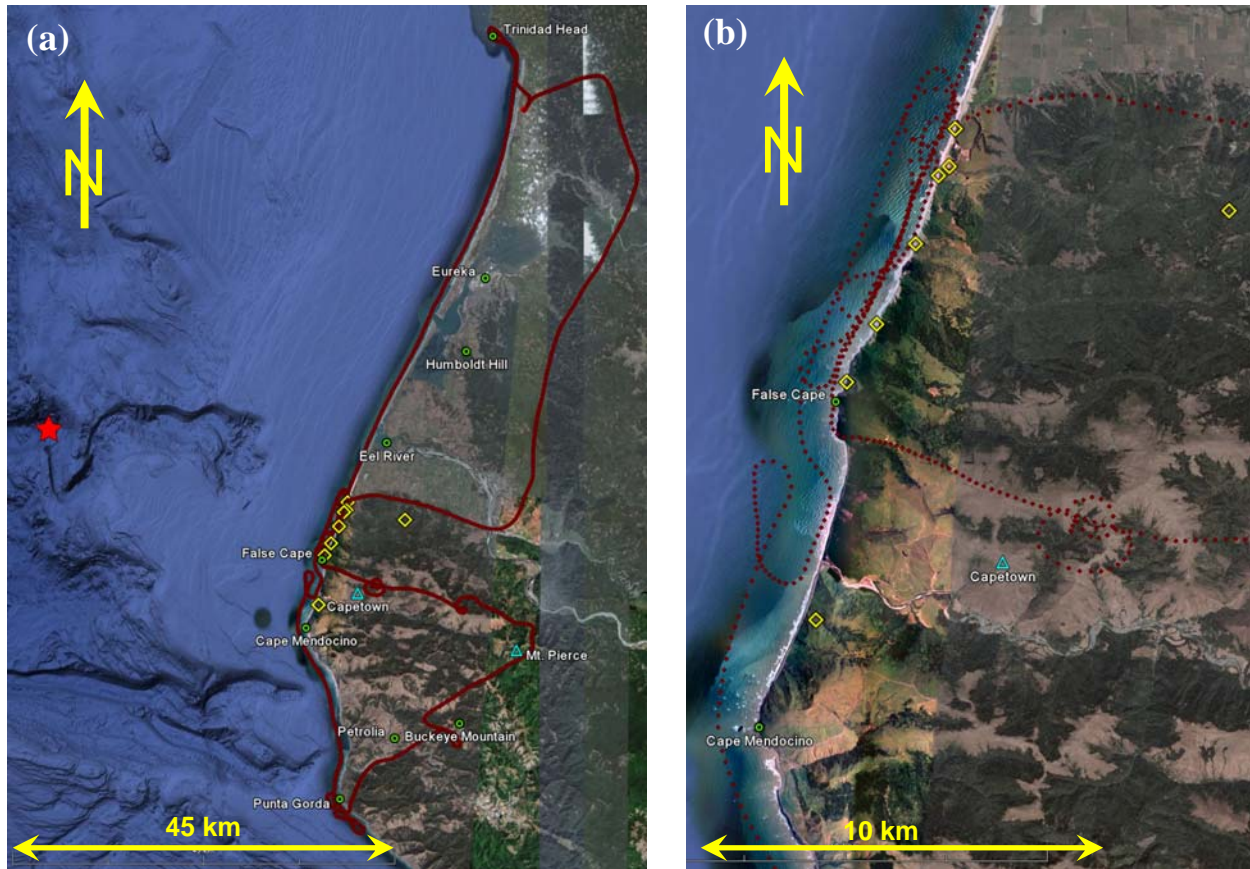 (a)
N
Trinidad Head
Eureka
Humboldt Hill
Eel River
False Cape
Capetown
Cape Mendocino
Mt. Pierce
Petrolia
Buckeye Mountain
Punta Gorda
45 km
(b)
N
False Cape
Capetown
Cape Mendocino
10 km